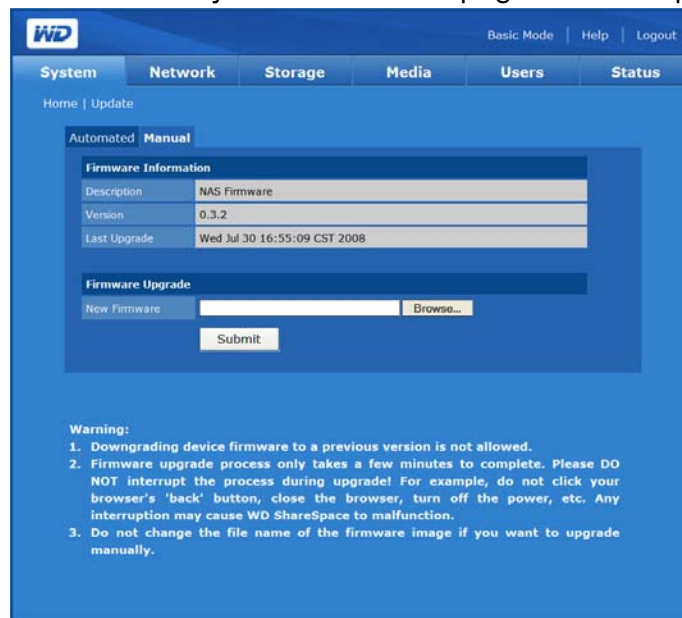 WD
Basic Mode | Help | Logout
System Network Storage Media Users Status
Home | Update
Automated Manual
Firmware Information
Description NAS Firmware
Version 0.3.2
Last Upgrade Wed Jul 30 16:55:09 CST 2008
Firmware Upgrade
New Firmware Browse...
Submit
Warning:
1. Downgrading device firmware to a previous version is not allowed.
2. Firmware upgrade process only takes a few minutes to complete. Please DO
NOT interrupt the process during upgrade! For example, do not click your
browser's 'back' button, close the browser, turn off the power, etc. Any
interruption may cause WD ShareSpace to malfunction.
3. Do not change the file name of the firmware image if you want to upgrade
manually.